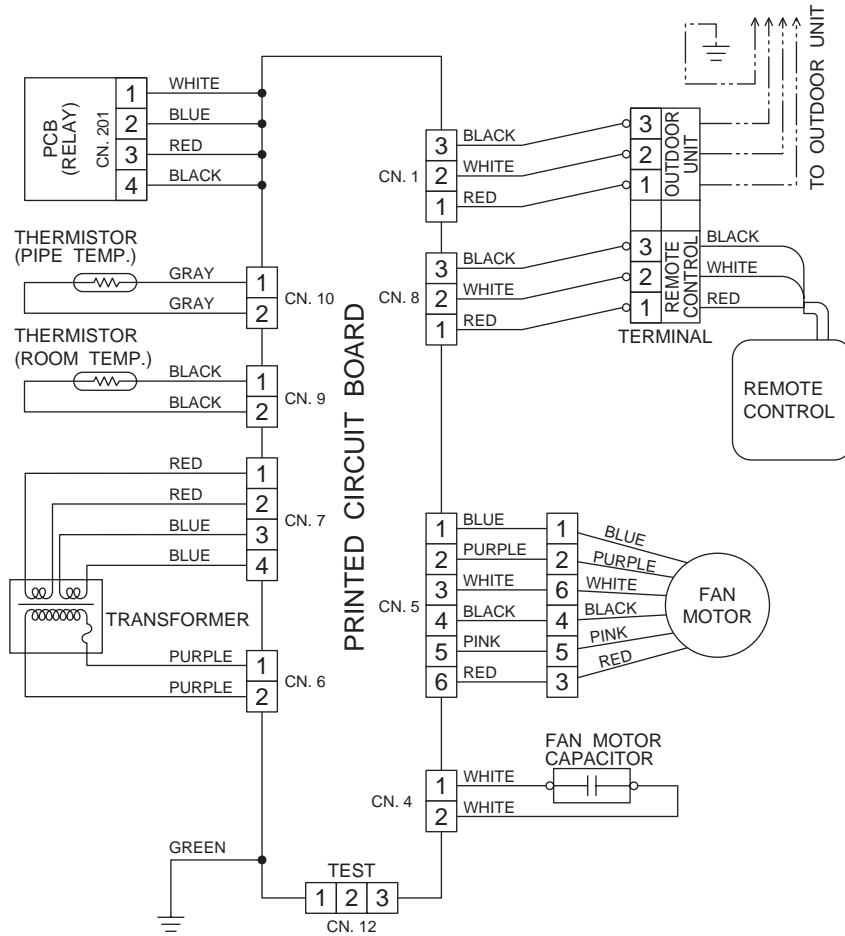 PCB
(RELAY)
CN. 201
1
2
3
4
WHITE
BLUE
RED
BLACK
THERMISTOR
(PIPE TEMP.)
GRAY
GRAY
1
2
CN. 10
THERMISTOR
(ROOM TEMP.)
BLACK
BLACK
1
2
CN. 9
RED
RED
BLUE
BLUE
1
2
3
4
CN. 7
TRANSFORMER
PURPLE
PURPLE
1
2
CN. 6
GREEN
PRINTED CIRCUIT BOARD
TEST
1 2 3
CN. 12
CN. 1
3
2
1
BLACK
WHITE
RED
3
2
1
OUTDOOR
UNIT
TO OUTDOOR UNIT
CN. 8
3
2
1
BLACK
WHITE
RED
3
2
1
REMOTE
CONTROL
TERMINAL
BLACK
WHITE
RED
REMOTE
CONTROL
CN. 5
1
2
3
4
5
6
BLUE
PURPLE
WHITE
BLACK
PINK
RED
1
2
6
4
5
3
BLUE
PURPLE
WHITE
BLACK
PINK
RED
FAN
MOTOR
FAN MOTOR
CAPACITOR
CN. 4
1
2
WHITE
WHITE